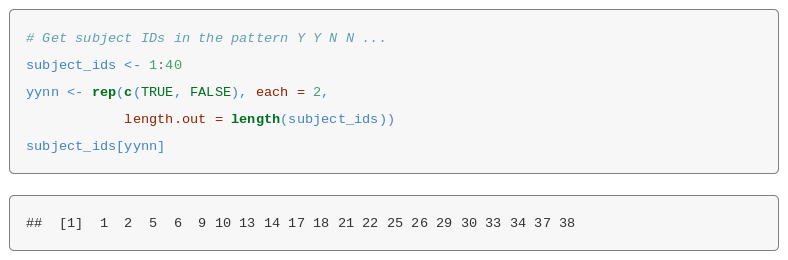 # Get subject IDs in the pattern Y Y N N ...
subject_ids <- 1:40
yynn <- rep(c(TRUE, FALSE), each = 2,
            length.out = length(subject_ids))
subject_ids[yynn]
##  [1]  1  2  5  6  9 10 13 14 17 18 21 22 25 26 29 30 33 34 37 38